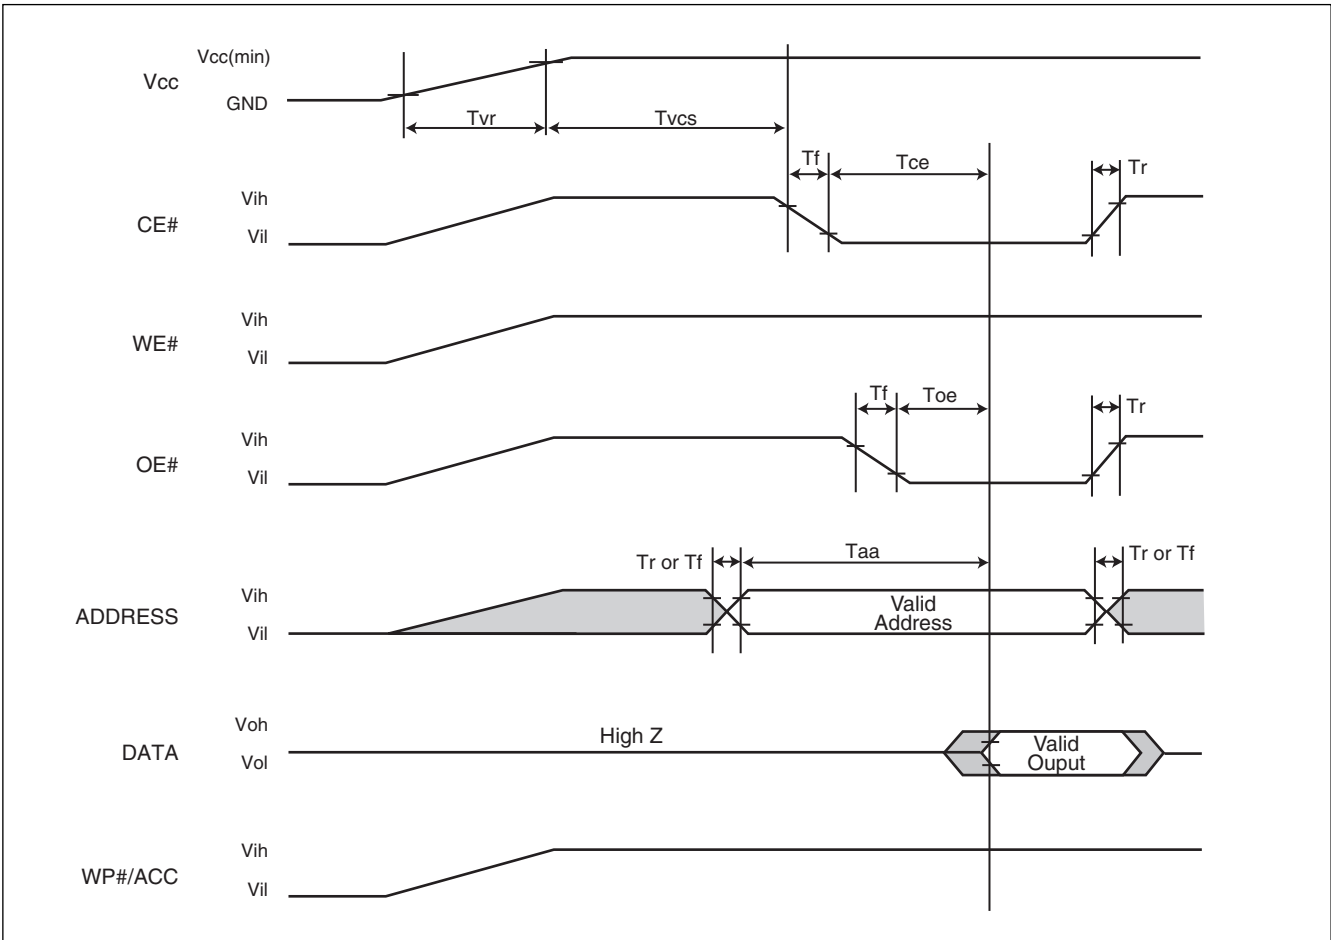 Vcc(min)
Vcc
GND
Tvr
Tvcs
Tf
Tce
Tr
Vih
CE#
Vil
Vih
WE#
Vil
Tf
Toe
Tr
Vih
OE#
Vil
Tr or Tf
Taa
Tr or Tf
Vih
ADDRESS
Valid
Address
Vil
Voh
High Z
DATA
Valid
Ouput
Vol
Vih
WP#/ACC
Vil